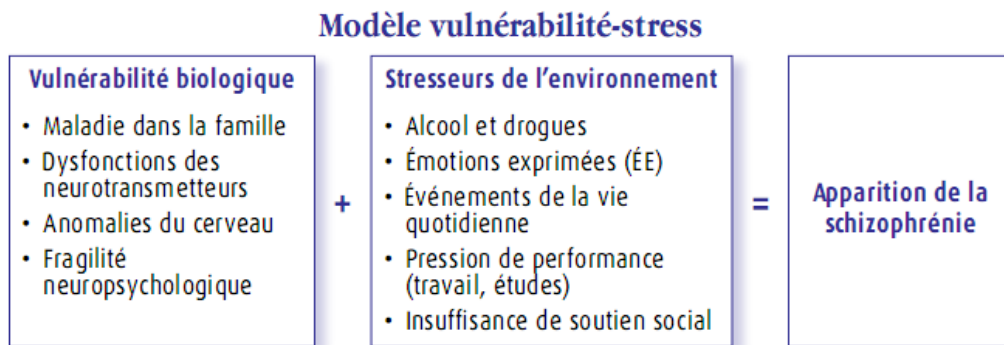 Modèle vulnérabilité-stress
Vulnérabilité biologique
• Maladie dans la famille
• Dysfonctions des
neurotransmetteurs
• Anomalies du cerveau
• Fragilité
neuropsychologique
+
Stresseurs de l'environnement
• Alcool et drogues
• Émotions exprimées (ÉE)
• Événements de la vie
quotidienne
• Pression de performance
(travail, études)
• Insuffisance de soutien social
=
Apparition de la
schizophrénie